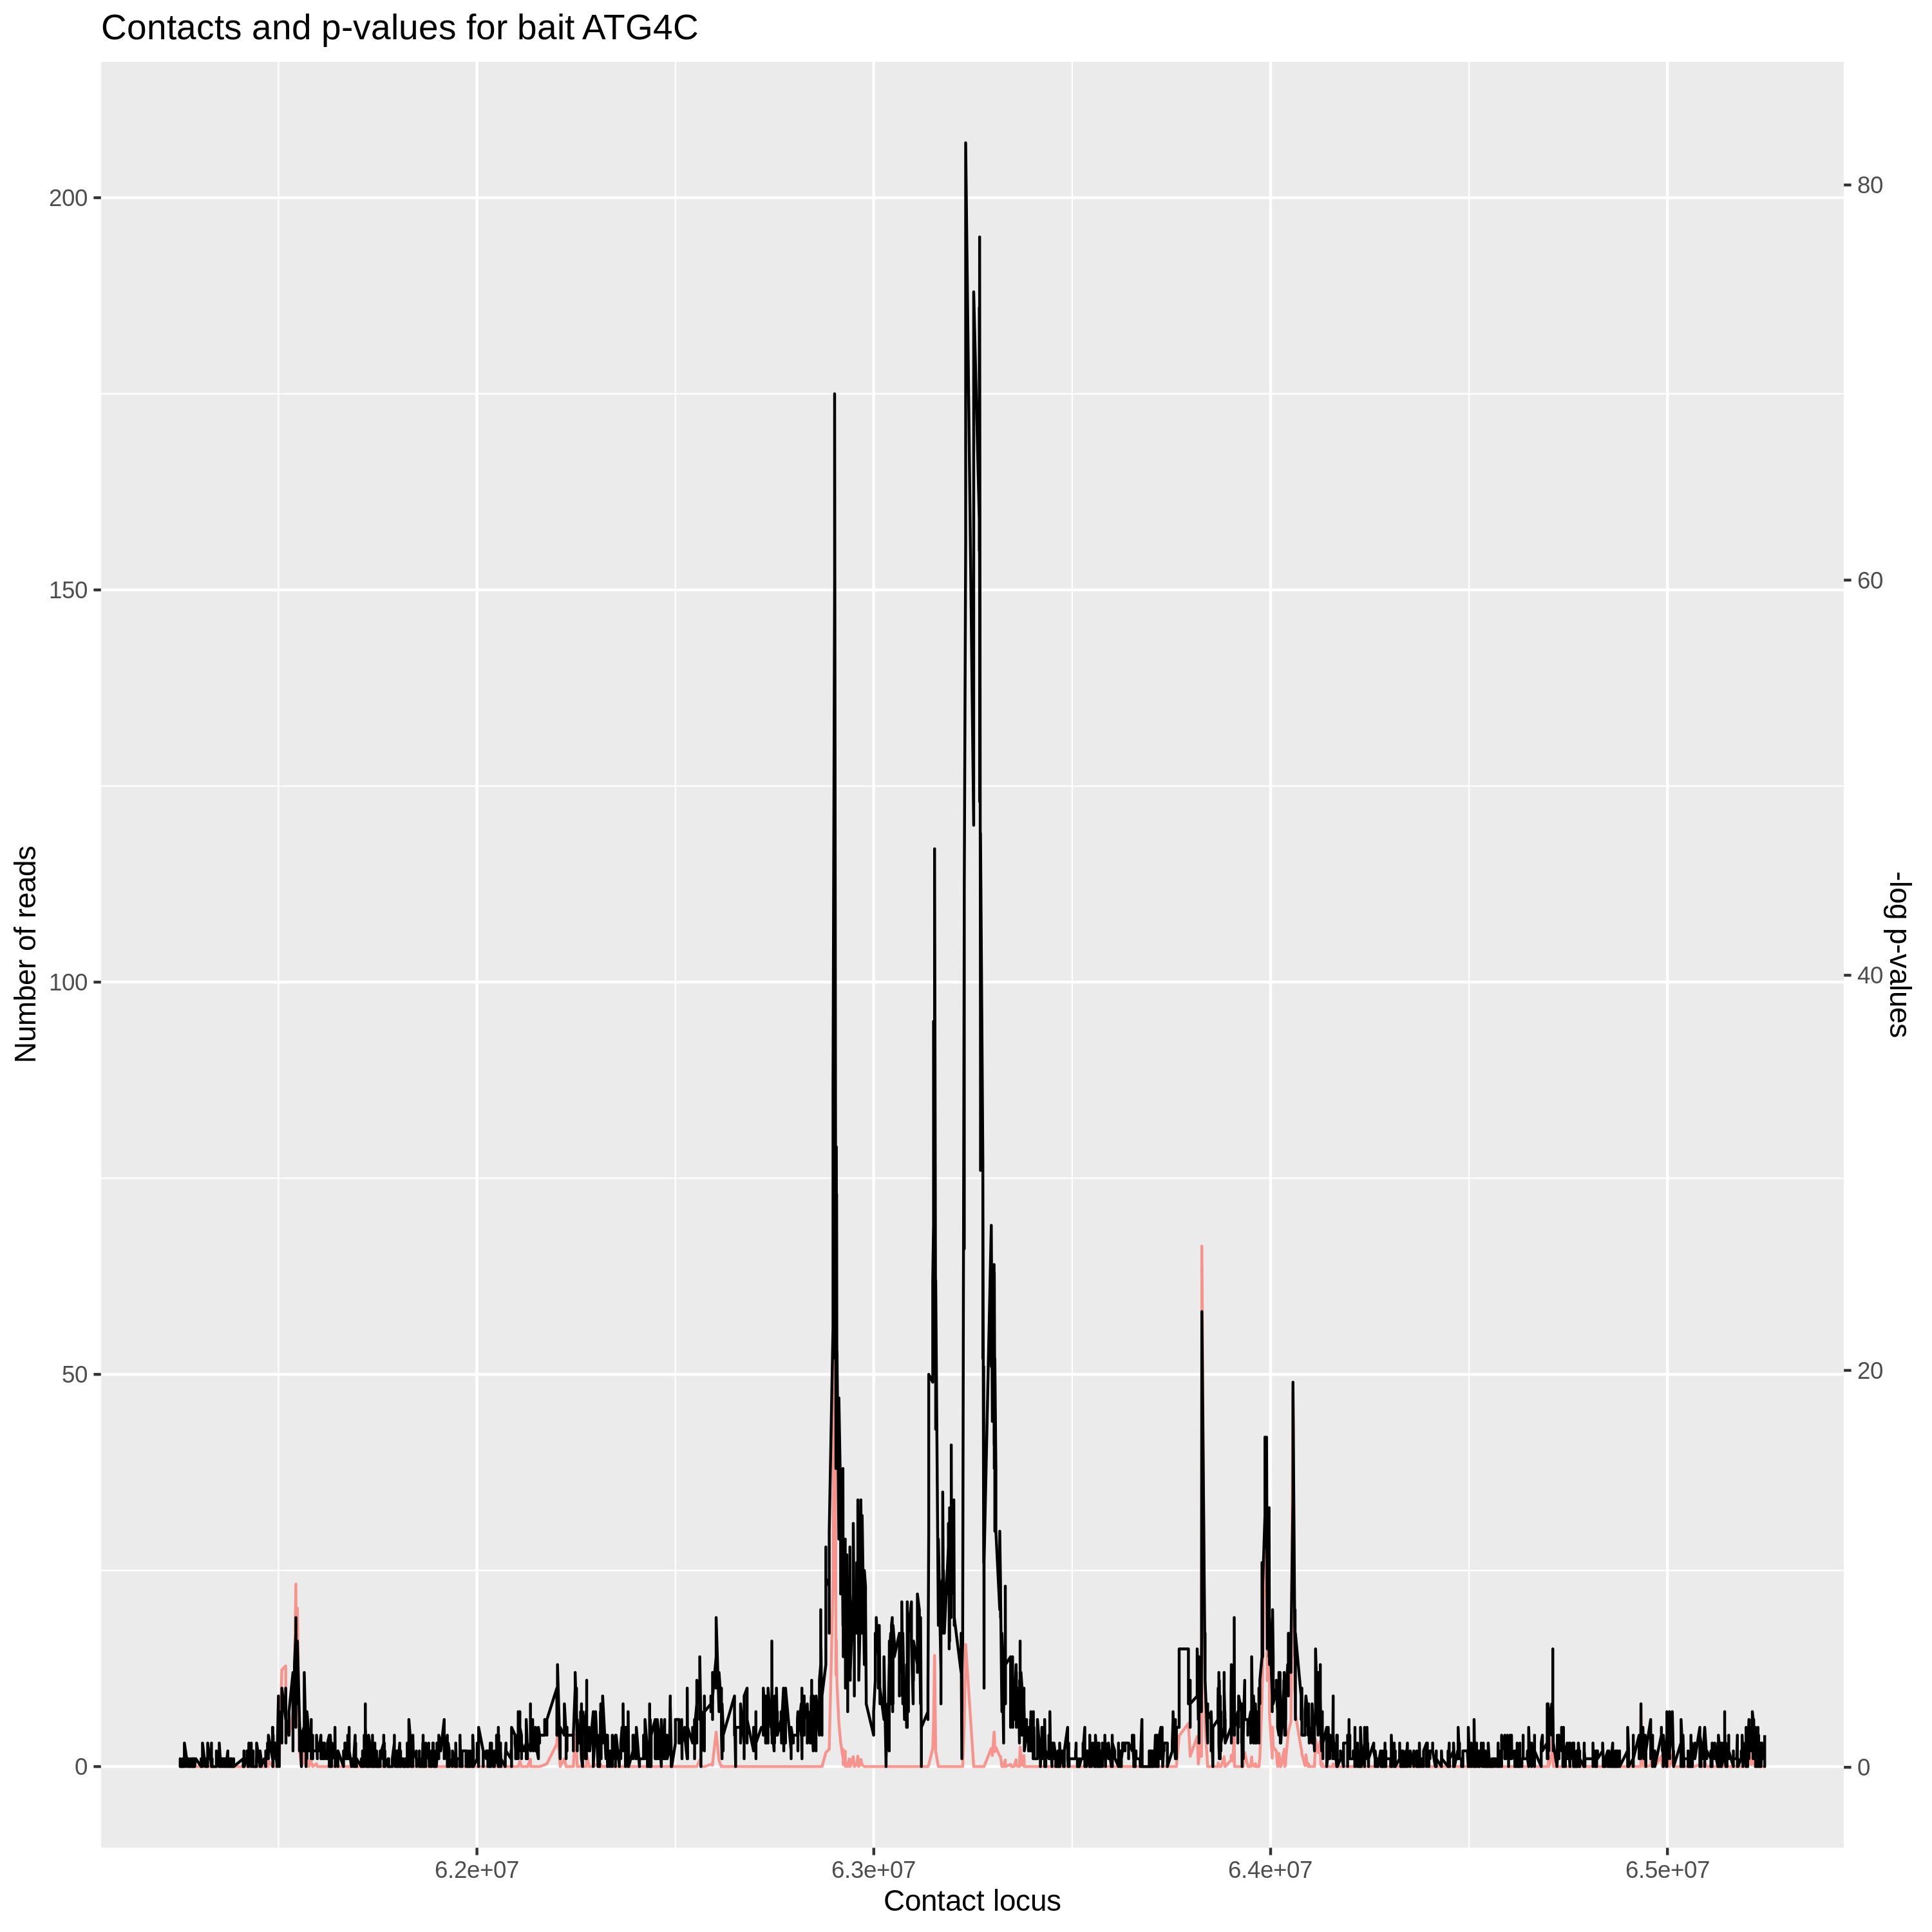 Contacts and p-values for bait ATG4C
Number of reads
200
150
100
50
0
80
60
40
20
0
-log p-values
6.2e+07
6.3e+07
6.4e+07
6.5e+07
Contact locus